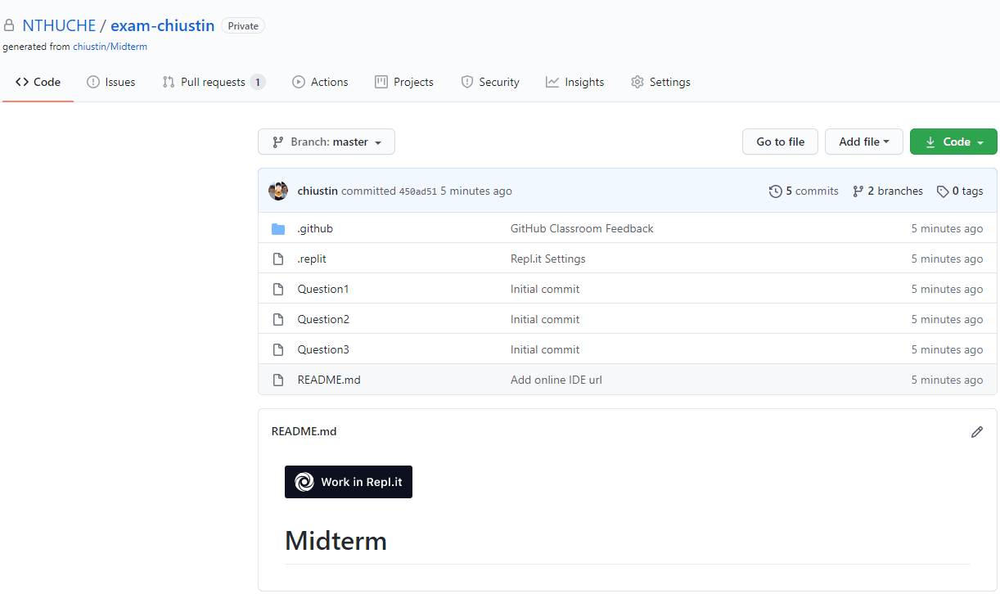 NTHUCHE / exam-chiustin Private
generated from chiustin/Midterm
Code Issues Pull requests 1 Actions Projects Security Insights Settings
Branch: master Go to file Add file Code
chiustin committed 450ad51 5 minutes ago 5 commits 2 branches 0 tags
.github GitHub Classroom Feedback 5 minutes ago
.replit Repl.it Settings 5 minutes ago
Question1 Initial commit 5 minutes ago
Question2 Initial commit 5 minutes ago
Question3 Initial commit 5 minutes ago
README.md Add online IDE url 5 minutes ago
README.md
Work in Repl.it
Midterm